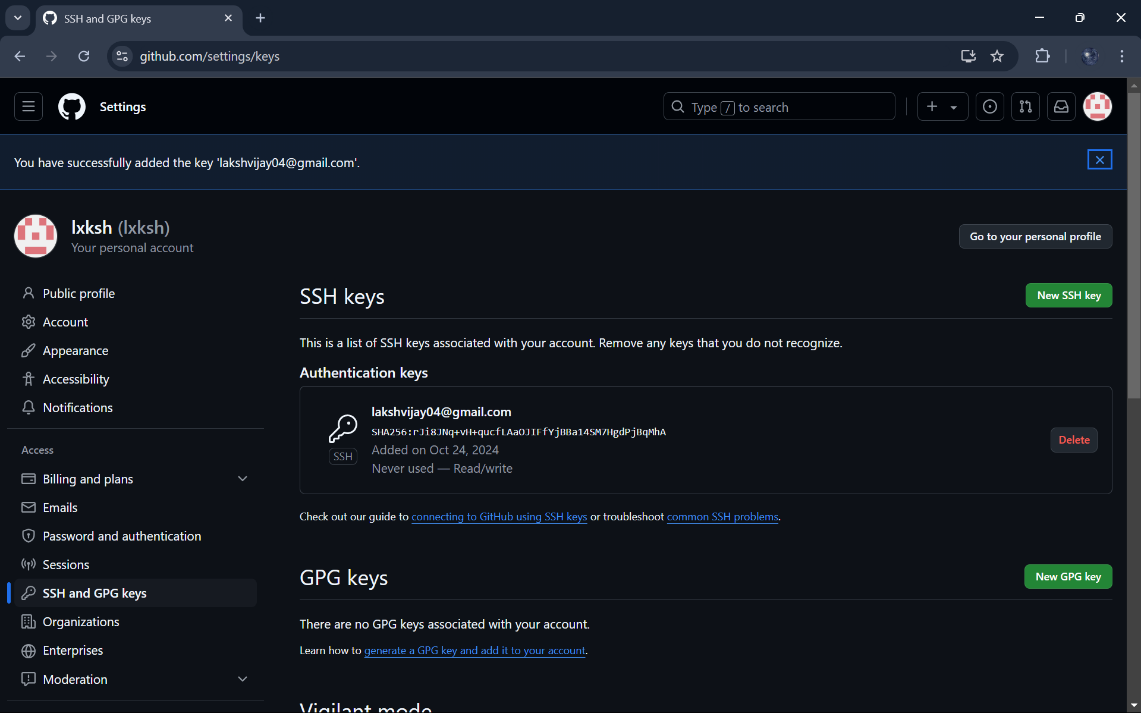 SSH and GPG keys
github.com/settings/keys
Settings
Type / to search
You have successfully added the key 'lakshvijay04@gmail.com'.
lxksh (lxksh)
Your personal account
Go to your personal profile
Public profile
Account
Appearance
Accessibility
Notifications
Access
Billing and plans
Emails
Password and authentication
Sessions
SSH and GPG keys
Organizations
Enterprises
Moderation
SSH keys
New SSH key
This is a list of SSH keys associated with your account. Remove any keys that you do not recognize.
Authentication keys
lakshvijay04@gmail.com
SHA256:rJi8JNq+vH+qucfLAaOJIFfYjBBa14SM7HgdPjBqMhA
SSH
Added on Oct 24, 2024
Never used — Read/write
Delete
Check out our guide to connecting to GitHub using SSH keys or troubleshoot common SSH problems.
GPG keys
New GPG key
There are no GPG keys associated with your account.
Learn how to generate a GPG key and add it to your account.
Vigilant mode